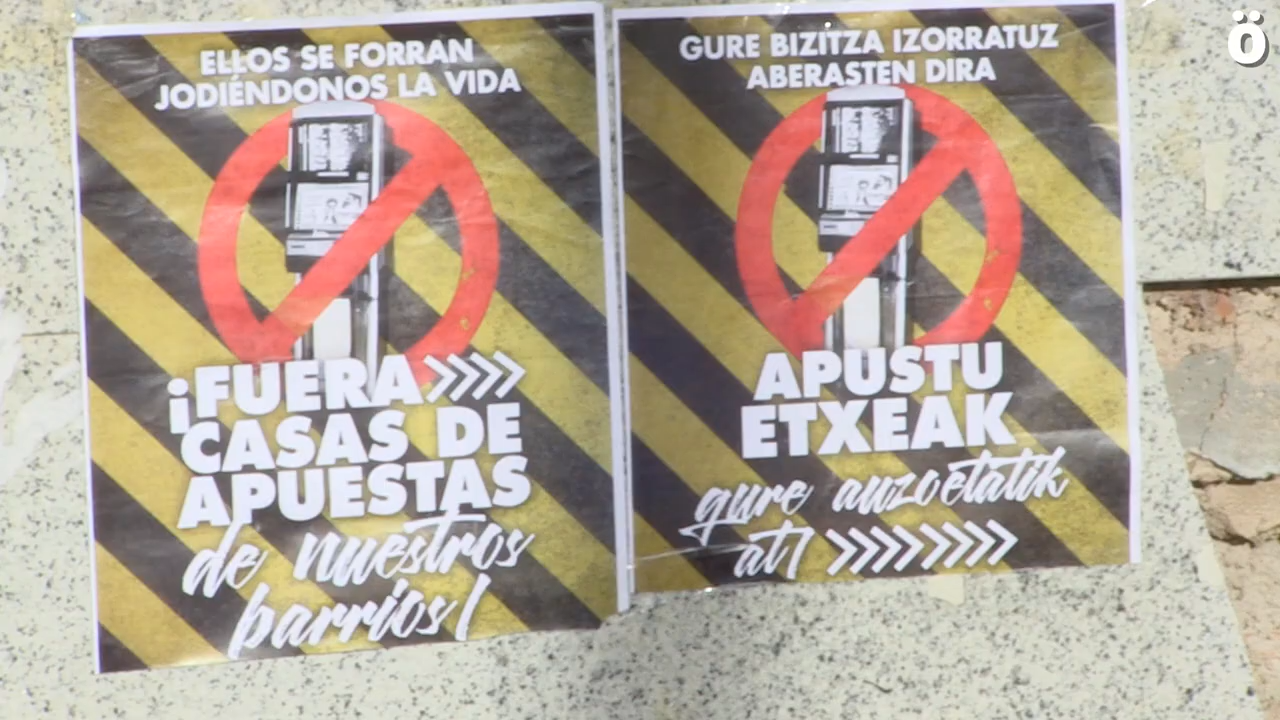 ELLOS SE FORRAN
JODIÉNDONOS LA VIDA
¡FUERA
CASAS DE
APUESTAS
de nuestros
barrios!
GURE BIZITZA IZORRATUZ
ABERASTEN DIRA
APUSTU
ETXEAK
gure auzoetatik
at!
ö